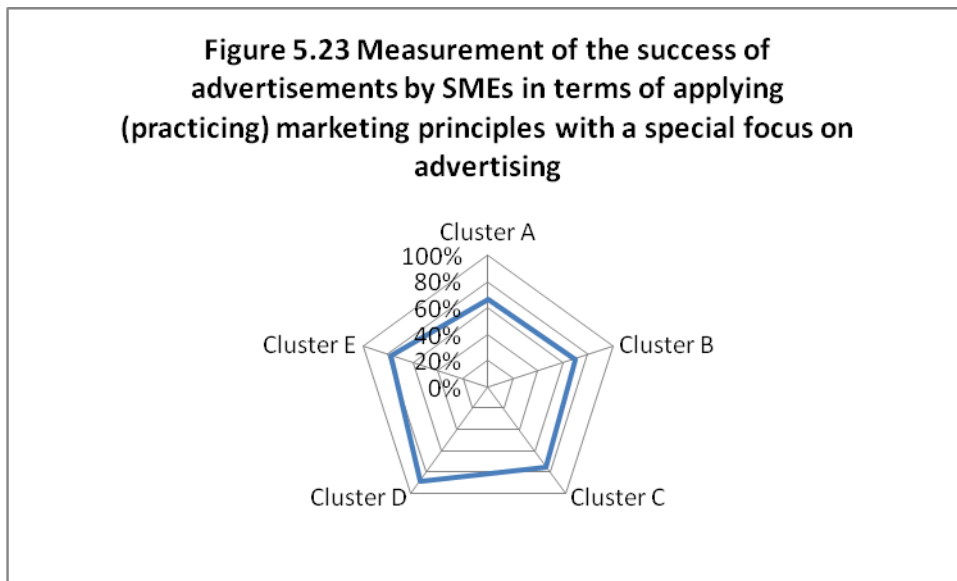 Figure 5.23 Measurement of the success of
advertisements by SMEs in terms of applying
(practicing) marketing principles with a special focus on
advertising
Cluster A
100%
80%
60%
40%
20%
0%
Cluster E
Cluster B
Cluster D
Cluster C